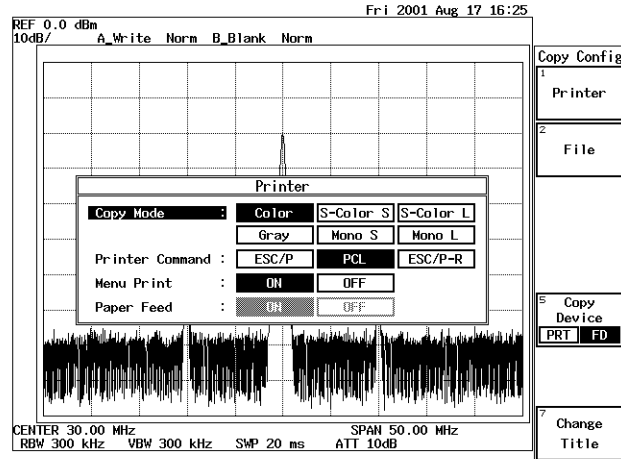 Fri 2001 Aug 17 16:25
REF 0.0 dBm
10dB/ A_Write Norm B_Blank Norm
Copy Config
1
Printer
2
File
Printer
Copy Mode : Color S-Color S S-Color L
Gray Mono S Mono L
Printer Command : ESC/P PCL ESC/P-R
Menu Print : ON OFF
Paper Feed : ON OFF
5 Copy
Device
PRT FD
7
Change
Title
CENTER 30.00 MHz SPAN 50.00 MHz
RBW 300 kHz VBW 300 kHz SWP 20 ms ATT 10dB